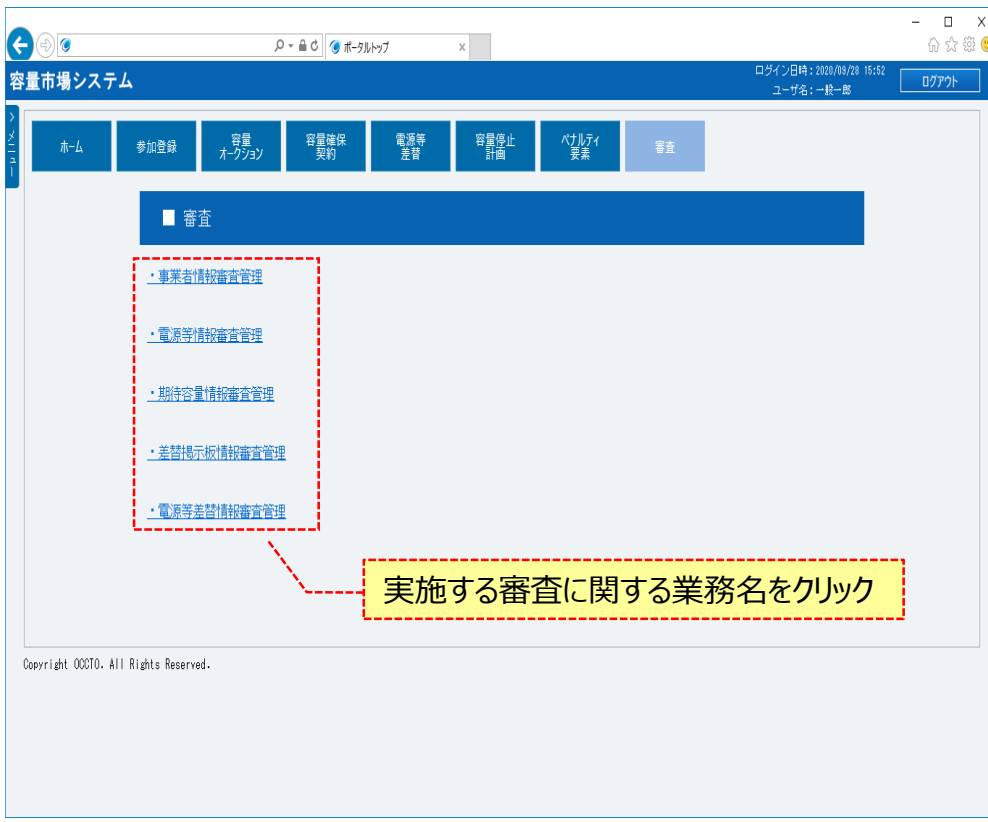 ポータルトップ
容量市場システム
ログイン日時：2020/09/28 15:52
ユーザ名：一般一郎
ログアウト
メニュー
ホーム
参加登録
容量
オークション
容量確保
契約
電源等
差替
容量停止
計画
ペナルティ
要素
審査
■ 審査
・事業者情報審査管理
・電源等情報審査管理
・期待容量情報審査管理
・差替掲示板情報審査管理
・電源等差替情報審査管理
実施する審査に関する業務名をクリック
Copyright OCCTO. All Rights Reserved.